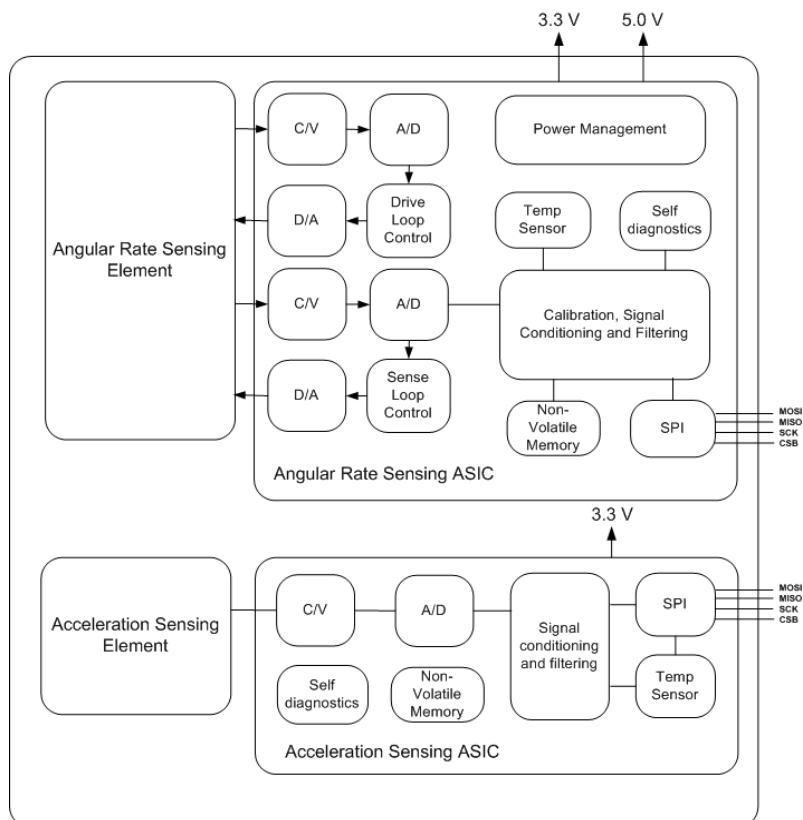 3.3 V
5.0 V
C/V
A/D
Power Management
D/A
Drive
Loop
Control
Temp
Sensor
Self
diagnostics
Angular Rate Sensing
Element
C/V
A/D
Calibration, Signal
Conditioning and Filtering
D/A
Sense
Loop
Control
Non-
Volatile
Memory
SPI
MOSI
MISO
SCK
CSB
Angular Rate Sensing ASIC
3.3 V
Acceleration Sensing
Element
C/V
A/D
Signal
conditioning
and filtering
SPI
MOSI
MISO
SCK
CSB
Self
diagnostics
Non-
Volatile
Memory
Temp
Sensor
Acceleration Sensing ASIC